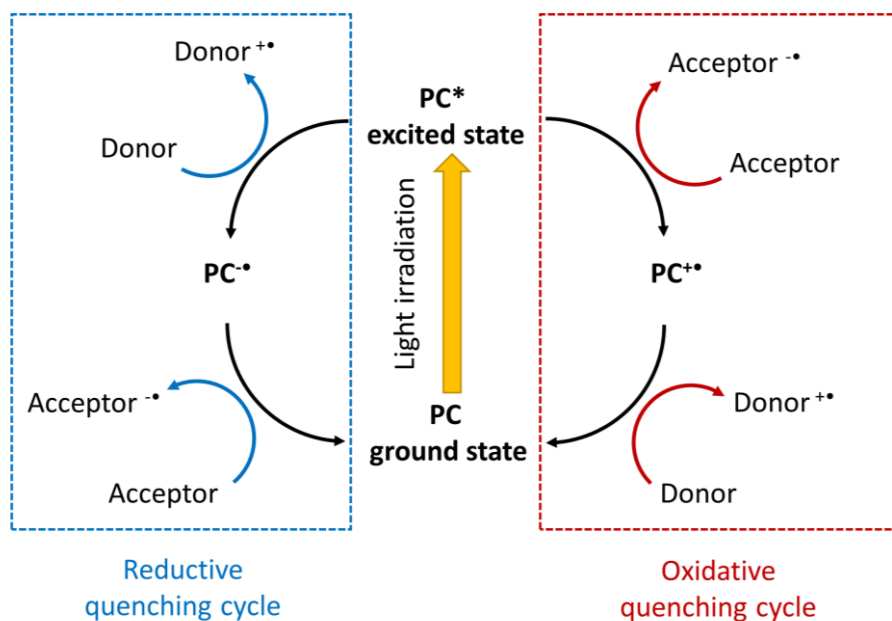 Donor +•
Donor
PC-•
Acceptor -•
Acceptor
Reductive
quenching cycle
PC*
excited state
Light irradiation
PC
ground state
Acceptor -•
Acceptor
PC+•
Donor +•
Donor
Oxidative
quenching cycle